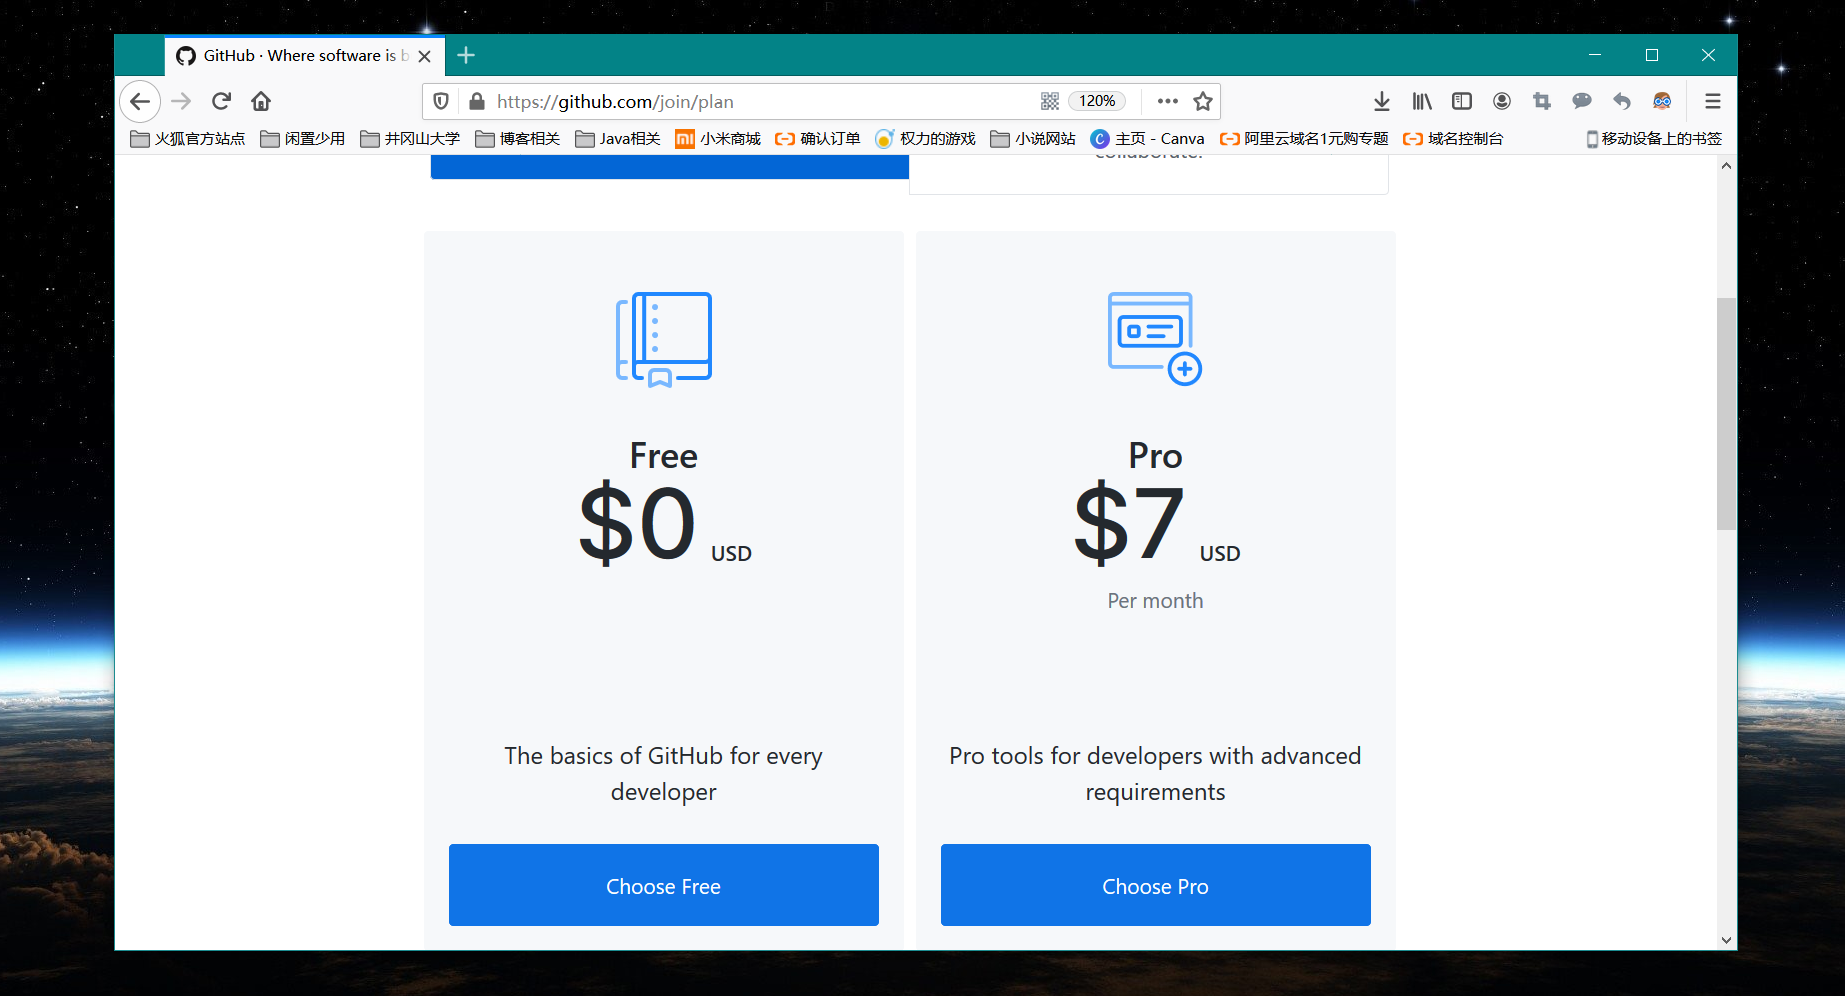 GitHub · Where software is b
https://github.com/join/plan
120%
火狐官方站点 闲置少用 井冈山大学 博客相关 Java相关 小米商城 确认订单 权力的游戏 小说网站 主页 - Canva 阿里云域名1元购专题 域名控制台 移动设备上的书签
collaborate.
Free
$0 USD
The basics of GitHub for every
developer
Choose Free
Pro
$7 USD
Per month
Pro tools for developers with advanced
requirements
Choose Pro